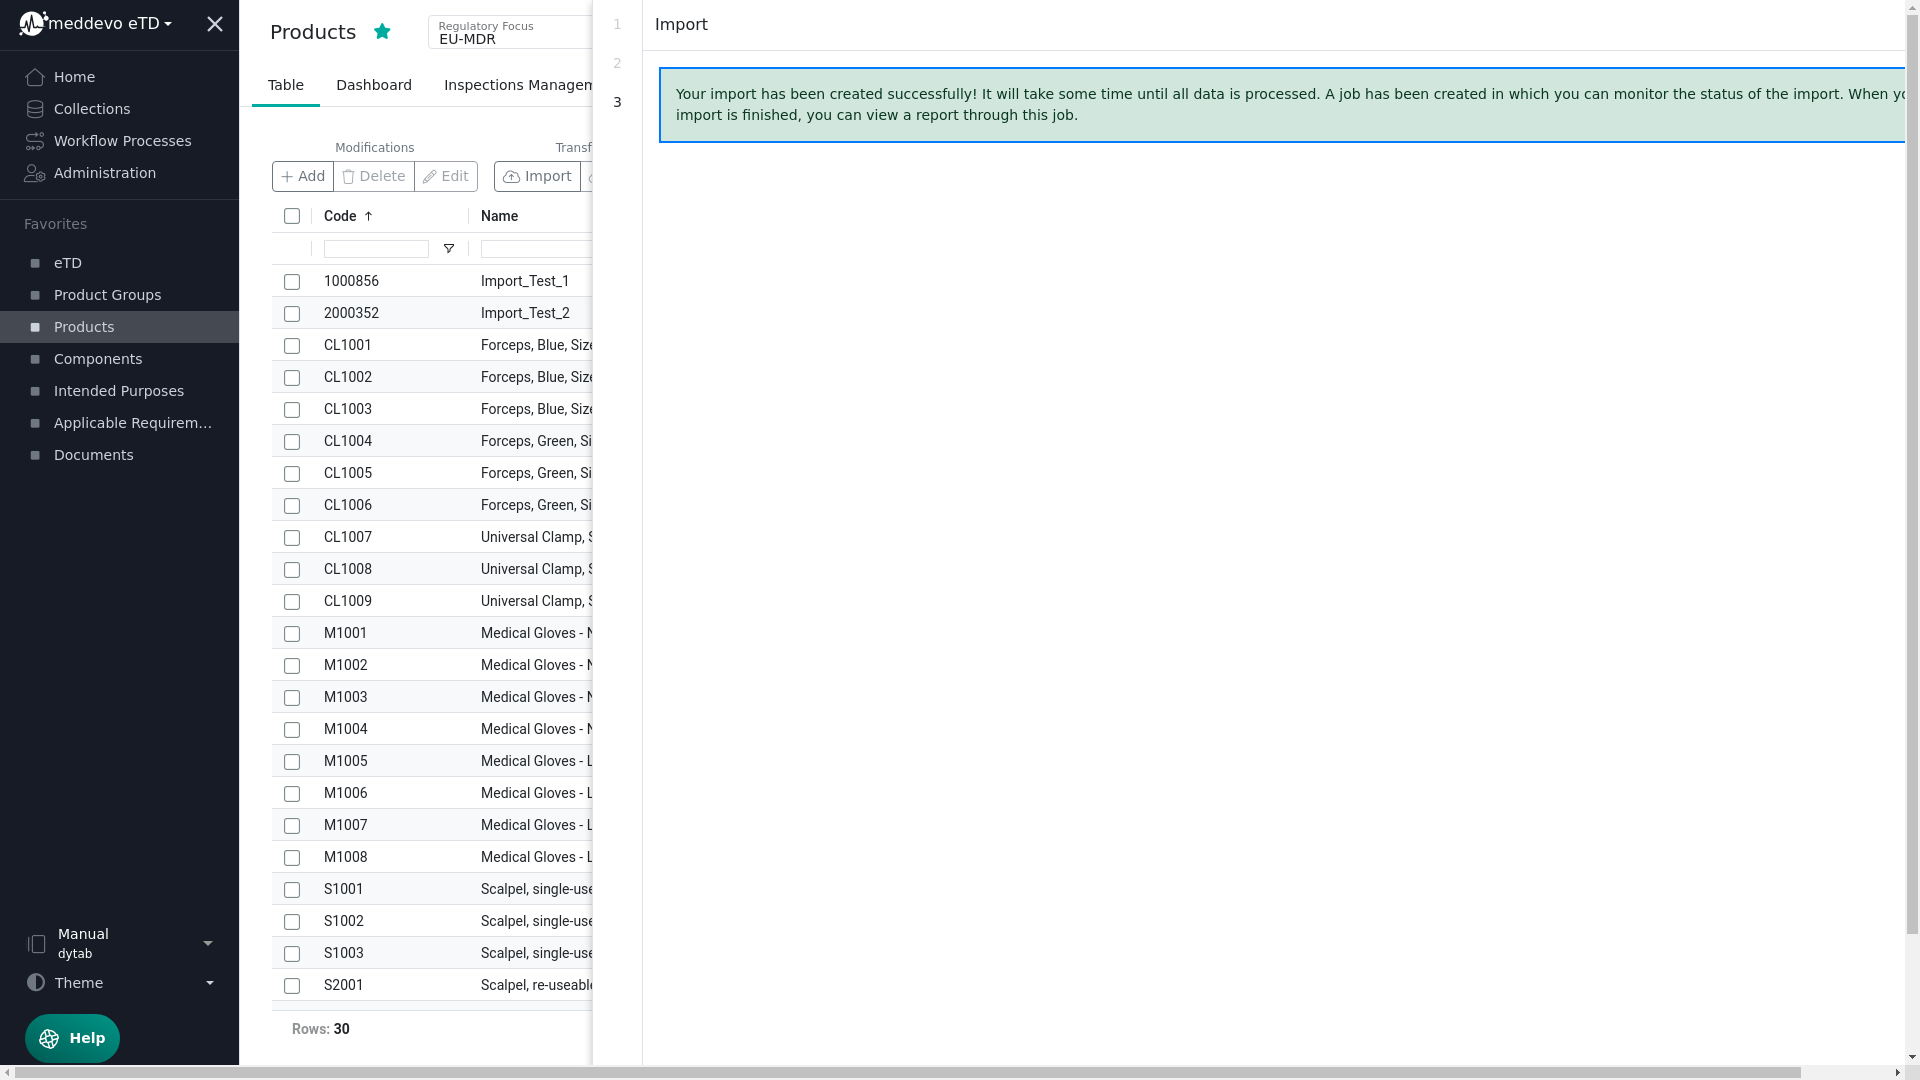 meddevo eTD
Home
Collections
Workflow Processes
Administration
Favorites
eTD
Product Groups
Products
Components
Intended Purposes
Applicable Requirem...
Documents
Manual
dytab
Theme
Help
Products
Regulatory Focus
EU-MDR
Table Dashboard Inspections Managem
Modifications
Transf
Add Delete Edit Import
Code ↑ Name
1000856 Import_Test_1
2000352 Import_Test_2
CL1001 Forceps, Blue, Size
CL1002 Forceps, Blue, Size
CL1003 Forceps, Blue, Size
CL1004 Forceps, Green, Si
CL1005 Forceps, Green, Si
CL1006 Forceps, Green, Si
CL1007 Universal Clamp, S
CL1008 Universal Clamp, S
CL1009 Universal Clamp, S
M1001 Medical Gloves - N
M1002 Medical Gloves - N
M1003 Medical Gloves - N
M1004 Medical Gloves - N
M1005 Medical Gloves - L
M1006 Medical Gloves - L
M1007 Medical Gloves - L
M1008 Medical Gloves - L
S1001 Scalpel, single-use
S1002 Scalpel, single-use
S1003 Scalpel, single-use
S2001 Scalpel, re-useable
Rows: 30
1
2
3
Import
Your import has been created successfully! It will take some time until all data is processed. A job has been created in which you can monitor the status of the import. When yo
import is finished, you can view a report through this job.